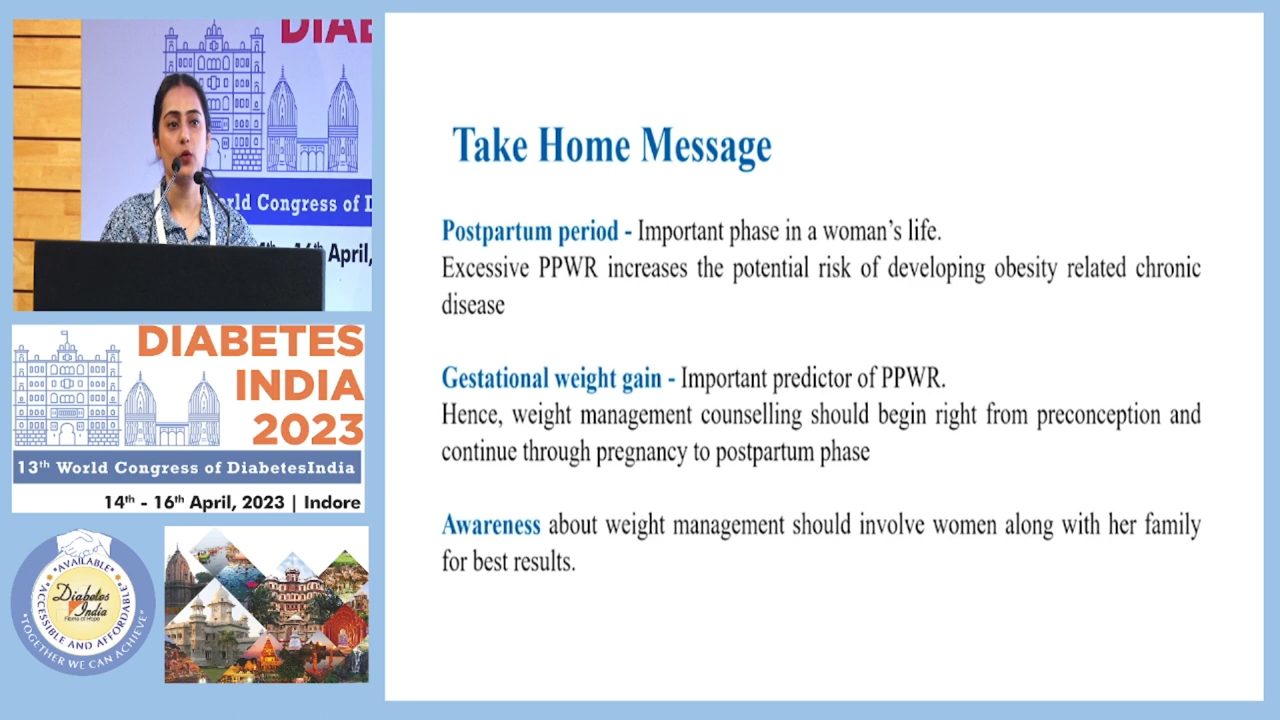 DIAB
World Congress of D
April,
DIABETES
INDIA
2023
13th World Congress of DiabetesIndia
14th - 16th April, 2023 | Indore
•AVAILABLE•
ACCESSIBLE AND AFFORDABLE
Diabetes
India
"TOGETHER WE CAN ACHIEVE"
Take Home Message
Postpartum period - Important phase in a woman's life.
Excessive PPWR increases the potential risk of developing obesity related chronic
disease
Gestational weight gain - Important predictor of PPWR.
Hence, weight management counselling should begin right from preconception and
continue through pregnancy to postpartum phase
Awareness about weight management should involve women along with her family
for best results.